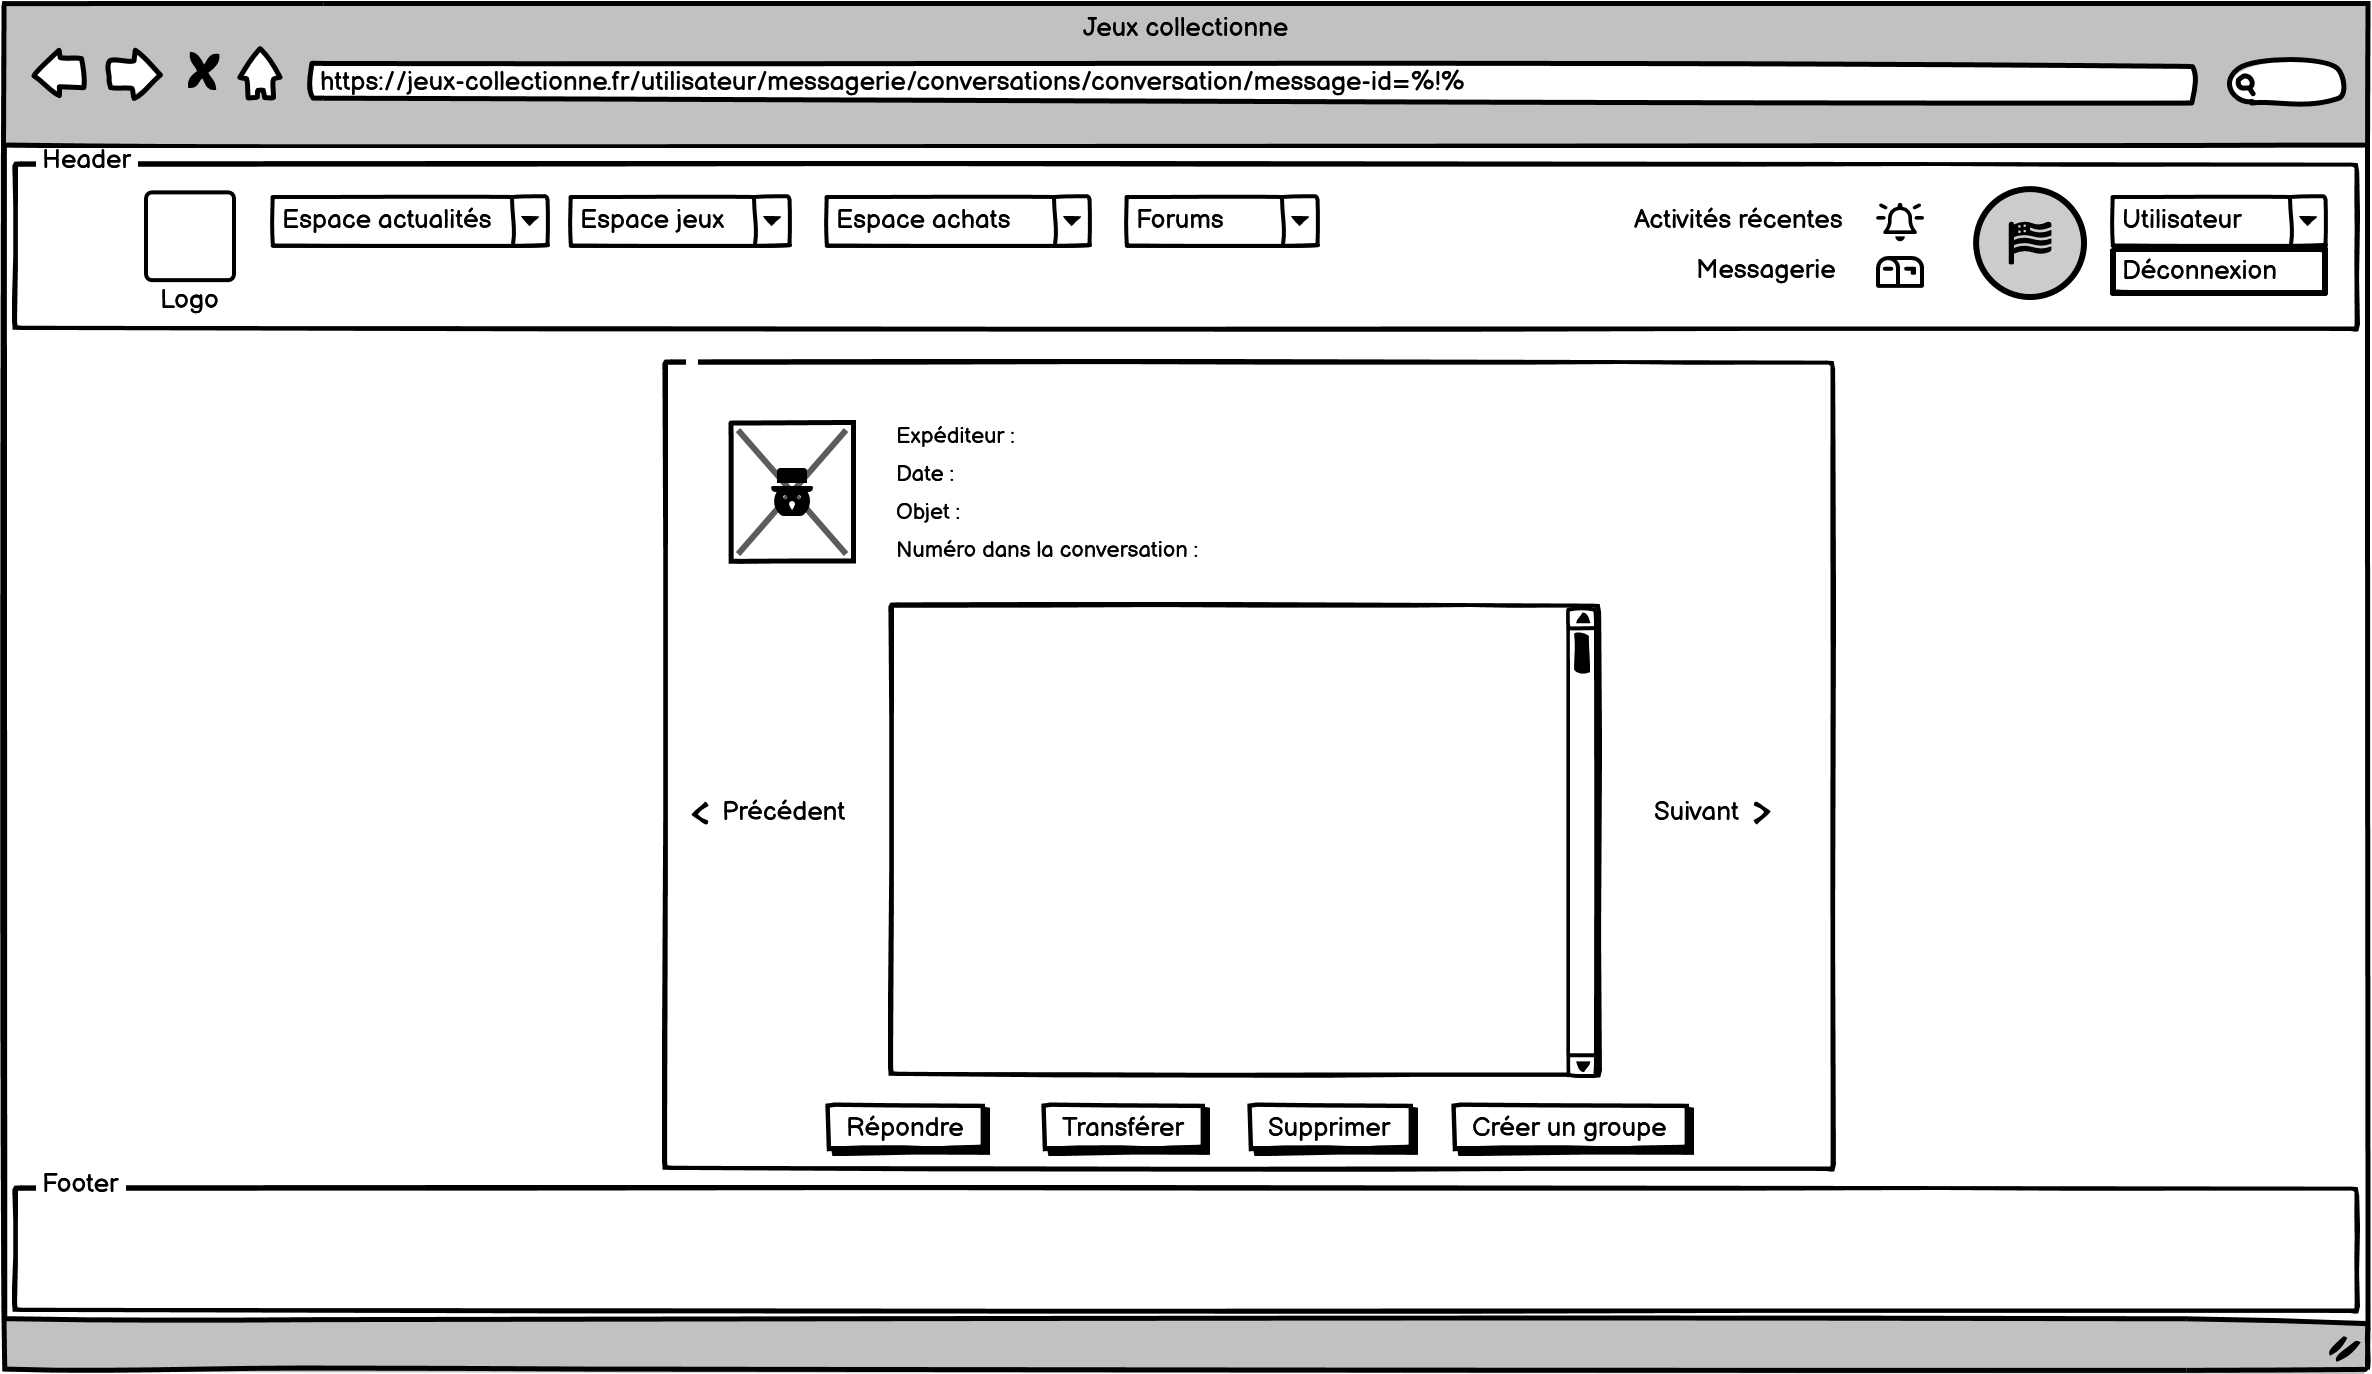 Jeux collectionne
https://jeux-collectionne.fr/utilisateur/messagerie/conversations/conversation/message-id=%!%
Header
Espace actualités
Espace jeux
Espace achats
Forums
Activités récentes
Utilisateur
Messagerie
Déconnexion
Logo
Expéditeur :
Date :
Objet :
Numéro dans la conversation :
Précédent
Suivant
Répondre
Transférer
Supprimer
Créer un groupe
Footer